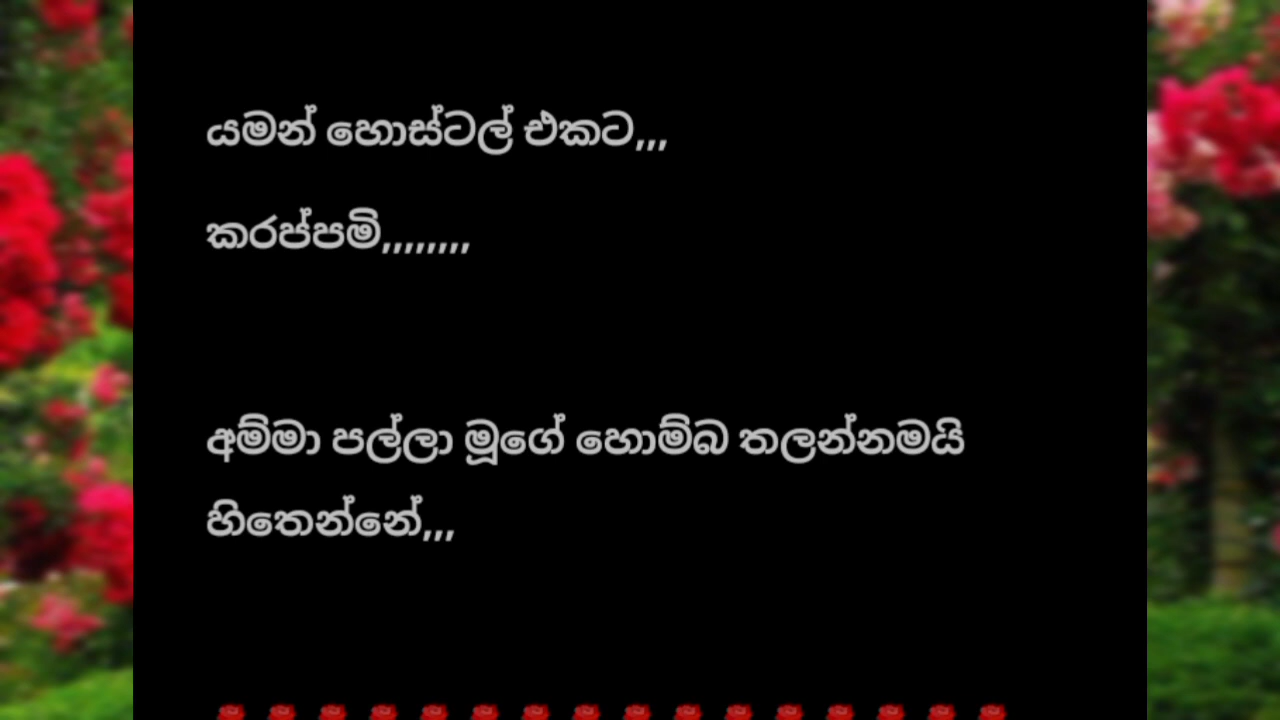 යමන් හොස්ටල් එකට,,,
කරප්පම්,,,,,,,,
අම්මා පල්ලා මූගේ හොම්බ තලන්නමයි
හිතෙන්නේ,,,